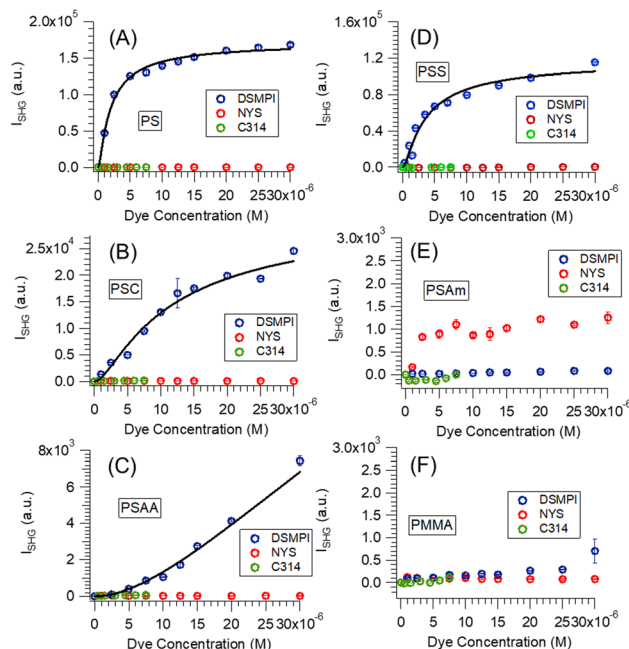 (A)
I_SHG (a.u.)
2.0x10^5
1.5
1.0
0.5
0.0
PS
DSMPI
NYS
C314
0 5 10 15 20 25 30x10^-6
Dye Concentration (M)
(D)
I_SHG (a.u.)
1.6x10^5
1.2
0.8
0.4
0.0
PSS
DSMPI
NYS
C314
0 5 10 15 20 25 30x10^-6
Dye Concentration (M)
(B)
I_SHG (a.u.)
2.5x10^4
2.0
1.5
1.0
0.5
0.0
PSC
DSMPI
NYS
C314
0 5 10 15 20 25 30x10^-6
Dye Concentration (M)
(E)
I_SHG (a.u.)
3.0x10^3
2.5
2.0
1.5
1.0
0.5
0.0
PSAm
DSMPI
NYS
C314
0 5 10 15 20 25 30x10^-6
Dye Concentration (M)
(C)
I_SHG (a.u.)
8x10^3
6
4
2
0
PSAA
DSMPI
NYS
C314
0 5 10 15 20 25 30x10^-6
Dye Concentration (M)
(F)
I_SHG (a.u.)
3.0x10^3
2.5
2.0
1.5
1.0
0.5
0.0
PMMA
DSMPI
NYS
C314
0 5 10 15 20 25 30x10^-6
Dye Concentration (M)